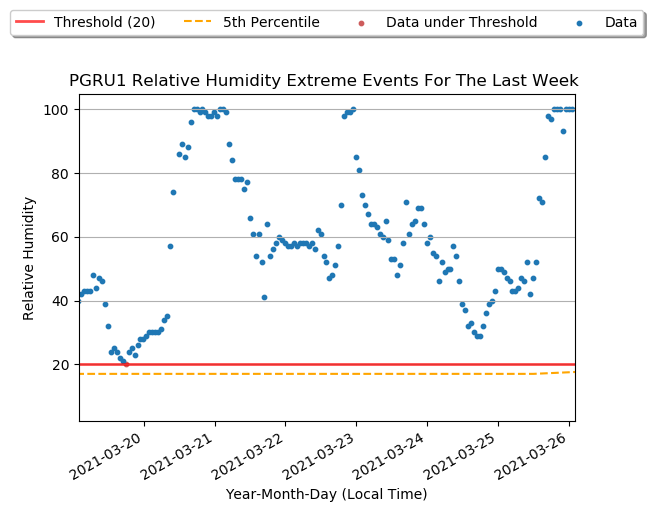 Threshold (20) 5th Percentile Data under Threshold Data
PGRU1 Relative Humidity Extreme Events For The Last Week
100
80
60
40
20
Relative Humidity
2021-03-20 2021-03-21 2021-03-22 2021-03-23 2021-03-24 2021-03-25 2021-03-26
Year-Month-Day (Local Time)